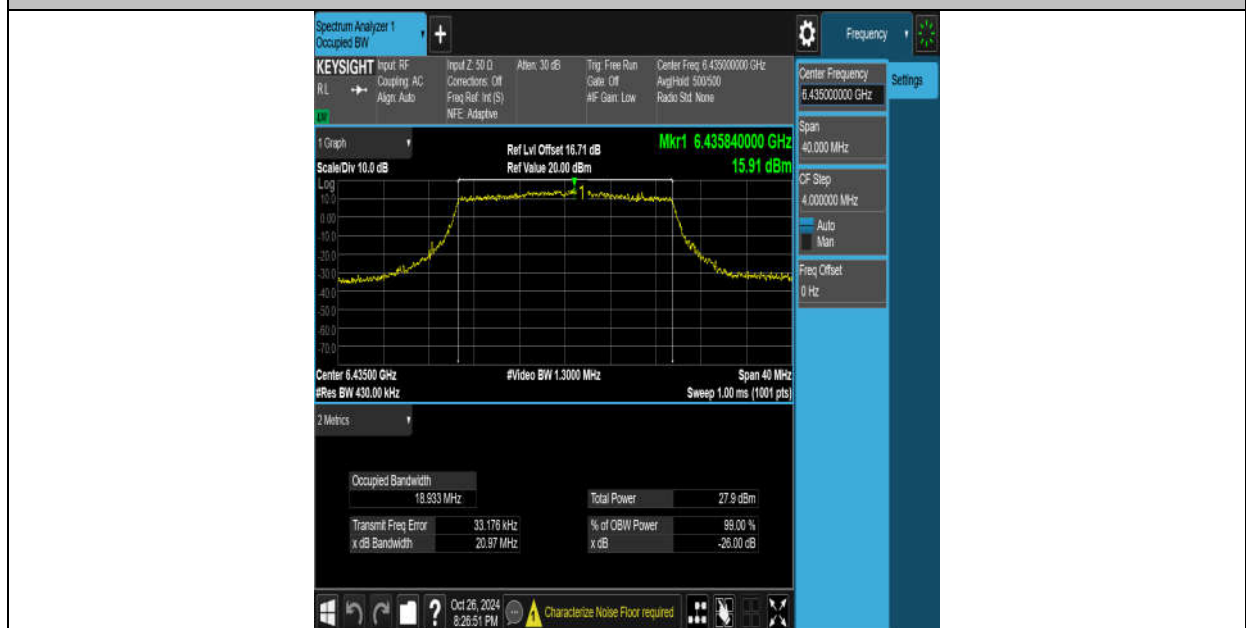 Spectrum Analyzer 1
Occupied BW
+
Frequency
KEYSIGHT
RL
LXI
Input: RF
Coupling: AC
Align: Auto
Input Z: 50 Ω
Corrections: Off
Freq Ref: Int (S)
NFE: Adaptive
Atten: 30 dB
Trig: Free Run
Gate: Off
#IF Gain: Low
Center Freq: 6.435000000 GHz
Avg|Hold: 500/500
Radio Std: None
Center Frequency
6.435000000 GHz
Settings
Span
40.000 MHz
CF Step
4.000000 MHz
Auto
Man
Freq Offset
0 Hz
1 Graph
Scale/Div 10.0 dB
Ref Lvl Offset 16.71 dB
Ref Value 20.00 dBm
Mkr1 6.435840000 GHz
15.91 dBm
Log
10.0
0.00
-10.0
-20.0
-30.0
-40.0
-50.0
-60.0
-70.0
1
Center 6.43500 GHz
#Video BW 1.3000 MHz
Span 40 MHz
#Res BW 430.00 kHz
Sweep 1.00 ms (1001 pts)
2 Metrics
Occupied Bandwidth
18.933 MHz
Total Power 27.9 dBm
Transmit Freq Error 33.176 kHz
% of OBW Power 99.00 %
x dB Bandwidth 20.97 MHz
x dB -26.00 dB
?
Oct 26, 2024
8:26:51 PM
Characterize Noise Floor required